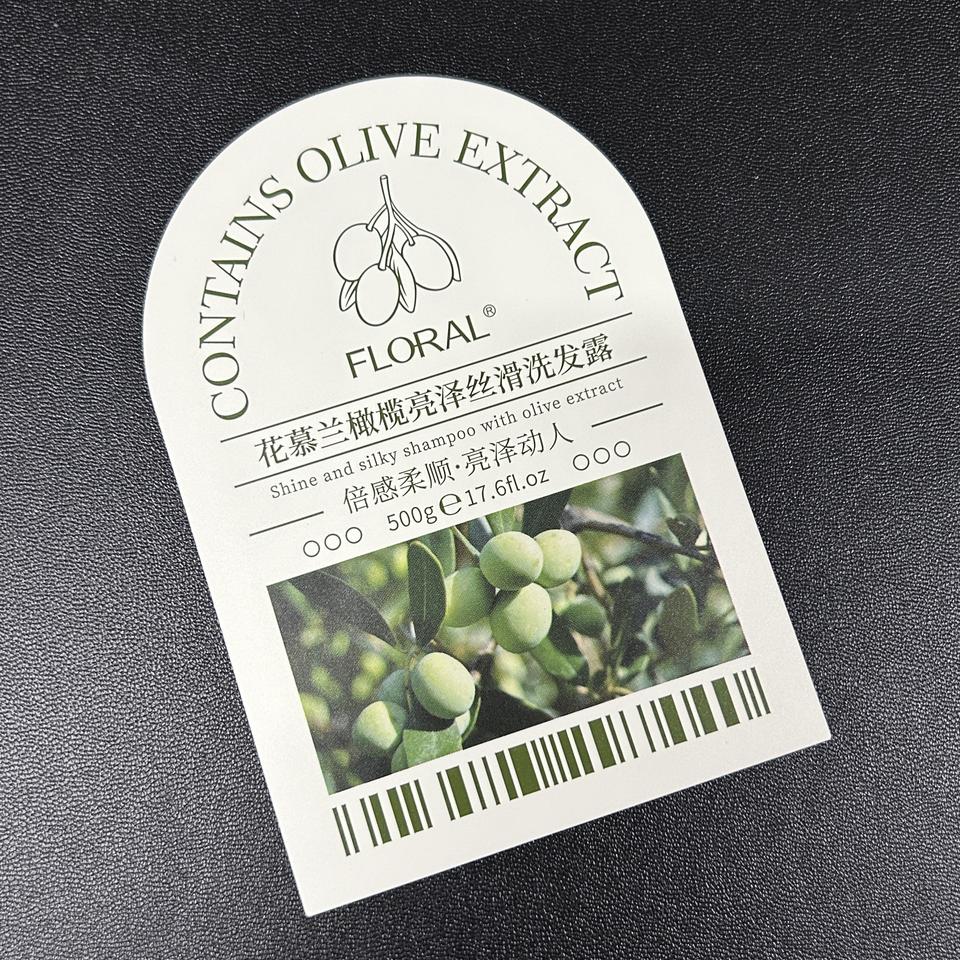 CONTAINS OLIVE EXTRACT
FLORAL®
花慕兰橄榄亮泽丝滑洗发露
Shine and silky shampoo with olive extract
倍感柔顺·亮泽动人
500g℮17.6fl.oz